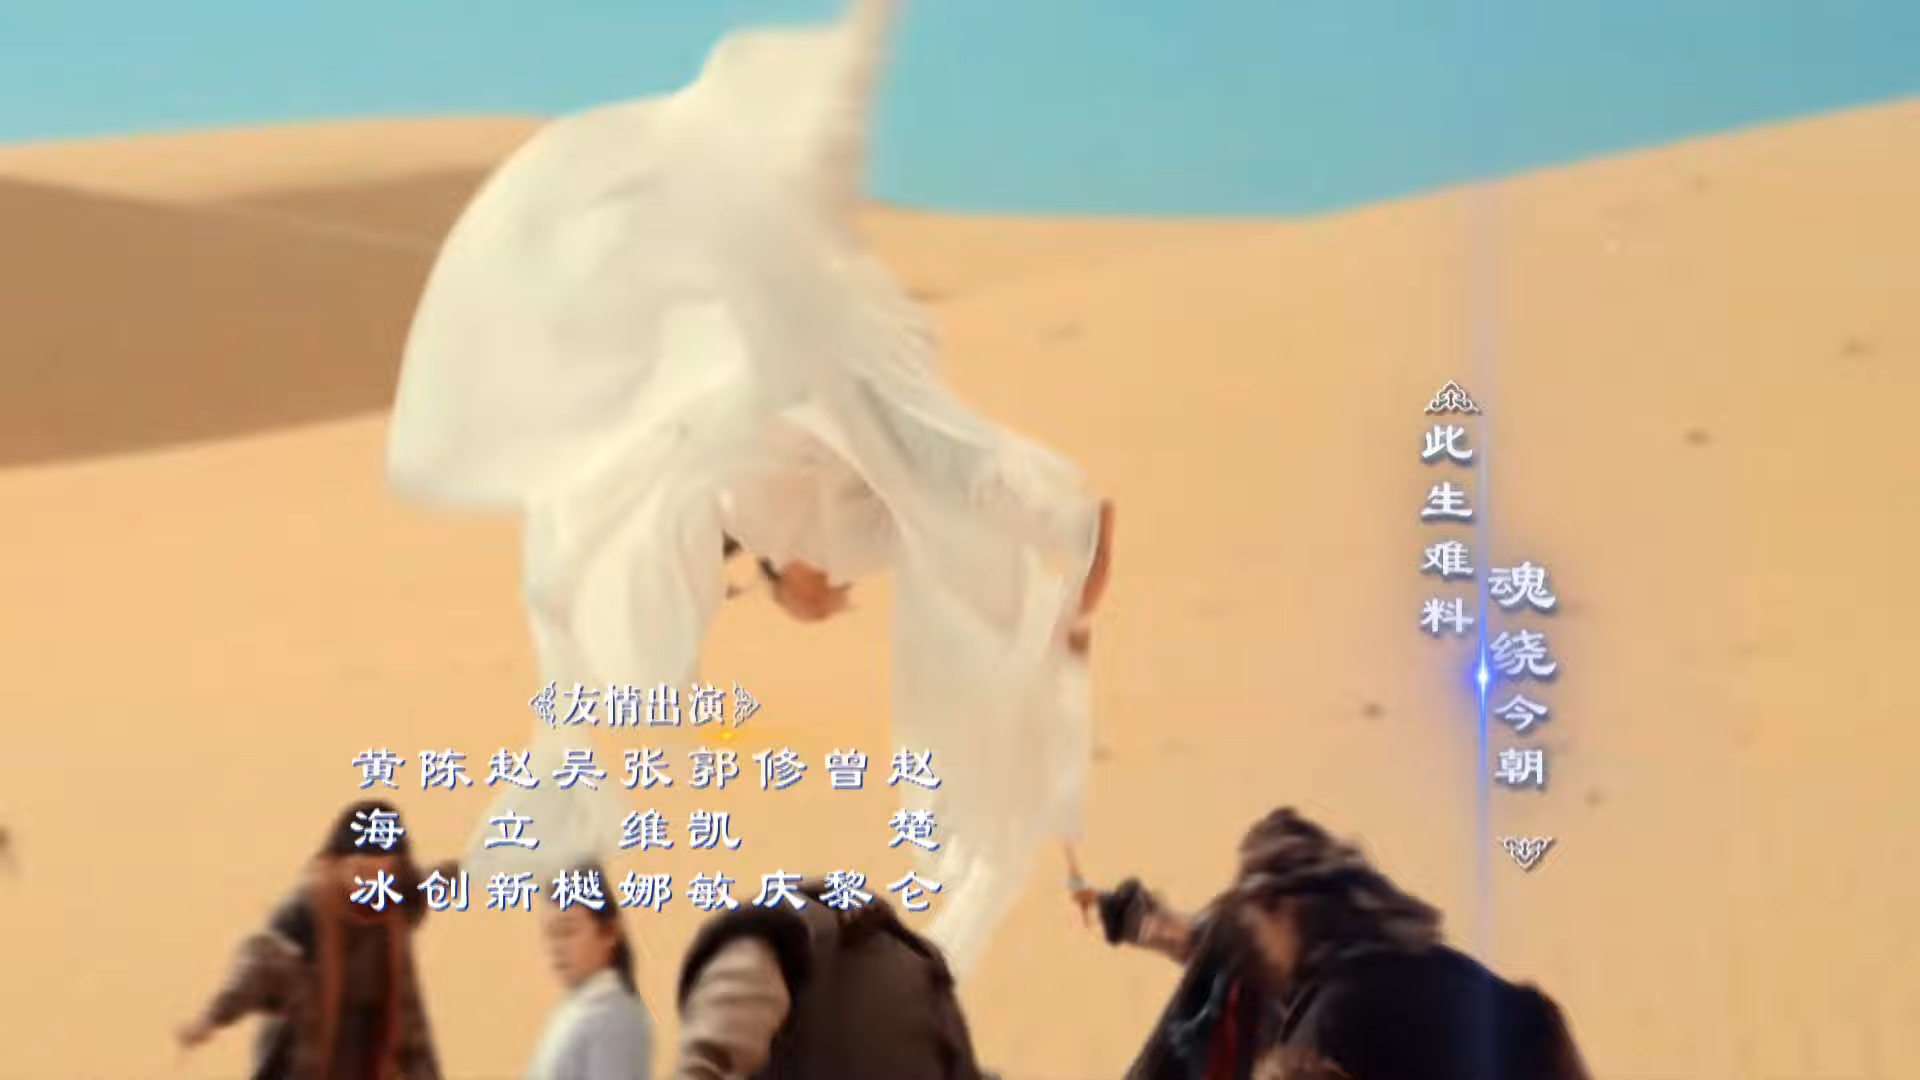 友情出演
黄海冰
陈创
赵立新
吴樾
张维娜
郭凯敏
修庆
曾黎
赵楚仑
此生难料
魂绕今朝